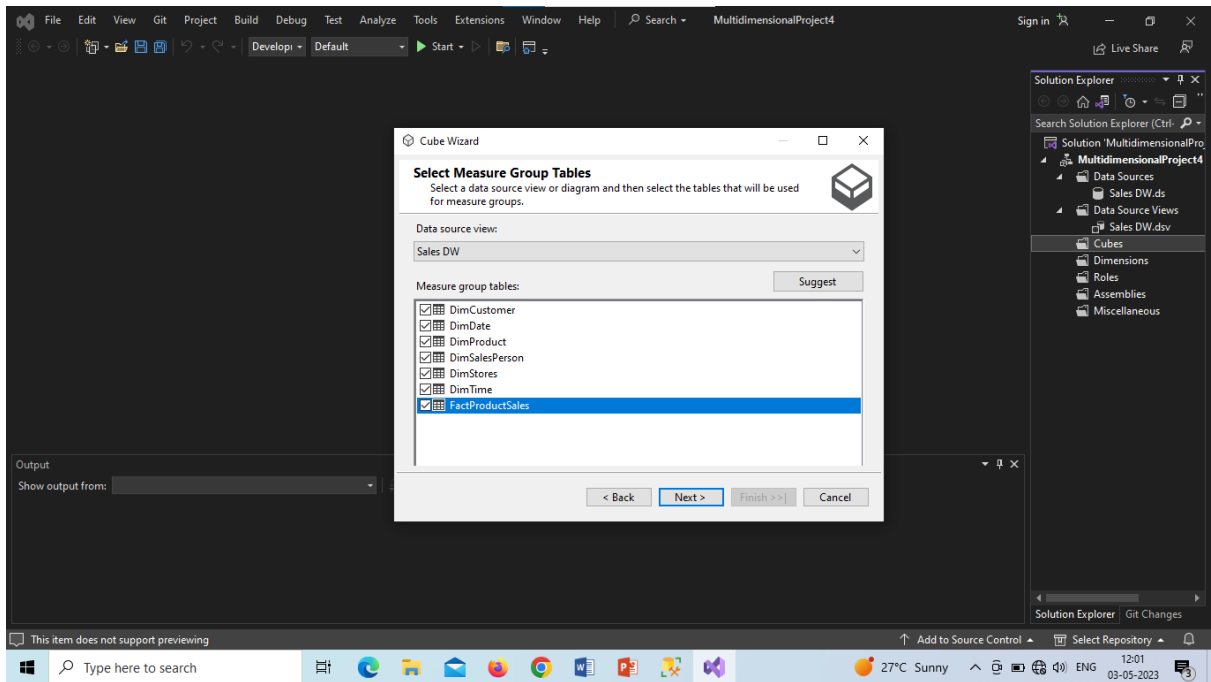 File Edit View Git Project Build Debug Test Analyze Tools Extensions Window Help Search MultidimensionalProject4 Sign in
Develop Default Start Live Share
Solution Explorer
Search Solution Explorer (Ctrl-
Solution 'MultidimensionalPro
MultidimensionalProject4
Data Sources
Sales DW.ds
Data Source Views
Sales DW.dsv
Cubes
Dimensions
Roles
Assemblies
Miscellaneous
Cube Wizard
Select Measure Group Tables
Select a data source view or diagram and then select the tables that will be used
for measure groups.
Data source view:
Sales DW
Suggest
Measure group tables:
DimCustomer
DimDate
DimProduct
DimSalesPerson
DimStores
DimTime
FactProductSales
< Back Next > Finish >>| Cancel
Output
Show output from:
Solution Explorer Git Changes
This item does not support previewing Add to Source Control Select Repository
Type here to search 27°C Sunny ENG 12:01
03-05-2023 3